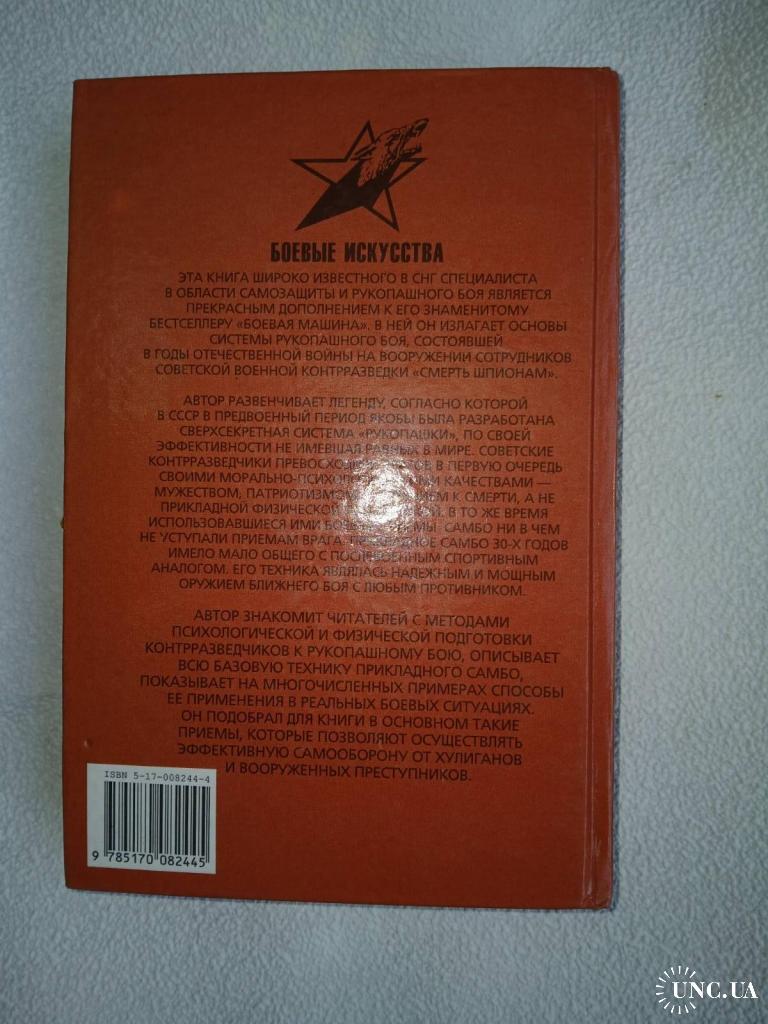 БОЕВЫЕ ИСКУССТВА
ЭТА КНИГА ШИРОКО ИЗВЕСТНОГО В СНГ СПЕЦИАЛИСТА
В ОБЛАСТИ САМОЗАЩИТЫ И РУКОПАШНОГО БОЯ ЯВЛЯЕТСЯ
ПРЕКРАСНЫМ ДОПОЛНЕНИЕМ К ЕГО ЗНАМЕНИТОМУ
БЕСТСЕЛЛЕРУ «БОЕВАЯ МАШИНА». В НЕЙ ОН ИЗЛАГАЕТ ОСНОВЫ
СИСТЕМЫ РУКОПАШНОГО БОЯ, СОСТОЯВШЕЙ
В ГОДЫ ОТЕЧЕСТВЕННОЙ ВОЙНЫ НА ВООРУЖЕНИИ СОТРУДНИКОВ
СОВЕТСКОЙ ВОЕННОЙ КОНТРРАЗВЕДКИ «СМЕРТЬ ШПИОНАМ».
АВТОР РАЗВЕНЧИВАЕТ ЛЕГЕНДУ, СОГЛАСНО КОТОРОЙ
В СССР В ПРЕДВОЕННЫЙ ПЕРИОД ЯКОБЫ БЫЛА РАЗРАБОТАНА
СВЕРХСЕКРЕТНАЯ СИСТЕМА «РУКОПАШКИ», ПО СВОЕЙ
ЭФФЕКТИВНОСТИ НЕ ИМЕВШАЯ РАВНЫХ В МИРЕ. СОВЕТСКИЕ
КОНТРРАЗВЕДЧИКИ В ПЕРВУЮ ОЧЕРЕДЬ
СВОИМИ КАЧЕСТВАМИ —
МУЖЕСТВОМ, ПАТРИОТИЗМОМ К СМЕРТИ, А НЕ
ПРИКЛАДНОЙ ФИЗИЧЕСКОЙ В ТО ЖЕ ВРЕМЯ
ИСПОЛЬЗОВАВШИЕСЯ ИМИ САМБО НИ В ЧЕМ
НЕ УСТУПАЛИ ПРИЕМАМ ВРАГА. ПРИКЛАДНОЕ САМБО 30-Х ГОДОВ
ИМЕЛО МАЛО ОБЩЕГО С ПОСЛЕВОЕННЫМ СПОРТИВНЫМ
АНАЛОГОМ. ЕГО ТЕХНИКА ЯВЛЯЛАСЬ НАДЕЖНЫМ И МОЩНЫМ
ОРУЖИЕМ БЛИЖНЕГО БОЯ С ЛЮБЫМ ПРОТИВНИКОМ.
АВТОР ЗНАКОМИТ ЧИТАТЕЛЕЙ С МЕТОДАМИ
ПСИХОЛОГИЧЕСКОЙ И ФИЗИЧЕСКОЙ ПОДГОТОВКИ
КОНТРРАЗВЕДЧИКОВ К РУКОПАШНОМУ БОЮ, ОПИСЫВАЕТ
ВСЮ БАЗОВУЮ ТЕХНИКУ ПРИКЛАДНОГО САМБО,
ПОКАЗЫВАЕТ НА МНОГОЧИСЛЕННЫХ ПРИМЕРАХ СПОСОБЫ
ЕЕ ПРИМЕНЕНИЯ В РЕАЛЬНЫХ БОЕВЫХ СИТУАЦИЯХ.
ОН ПОДОБРАЛ ДЛЯ КНИГИ В ОСНОВНОМ ТАКИЕ
ПРИЕМЫ, КОТОРЫЕ ПОЗВОЛЯЮТ ОСУЩЕСТВЛЯТЬ
ЭФФЕКТИВНУЮ САМООБОРОНУ ОТ ХУЛИГАНОВ
И ВООРУЖЕННЫХ ПРЕСТУПНИКОВ.
ISBN 5-17-008244-4
9 785170 082445
UNC.UA